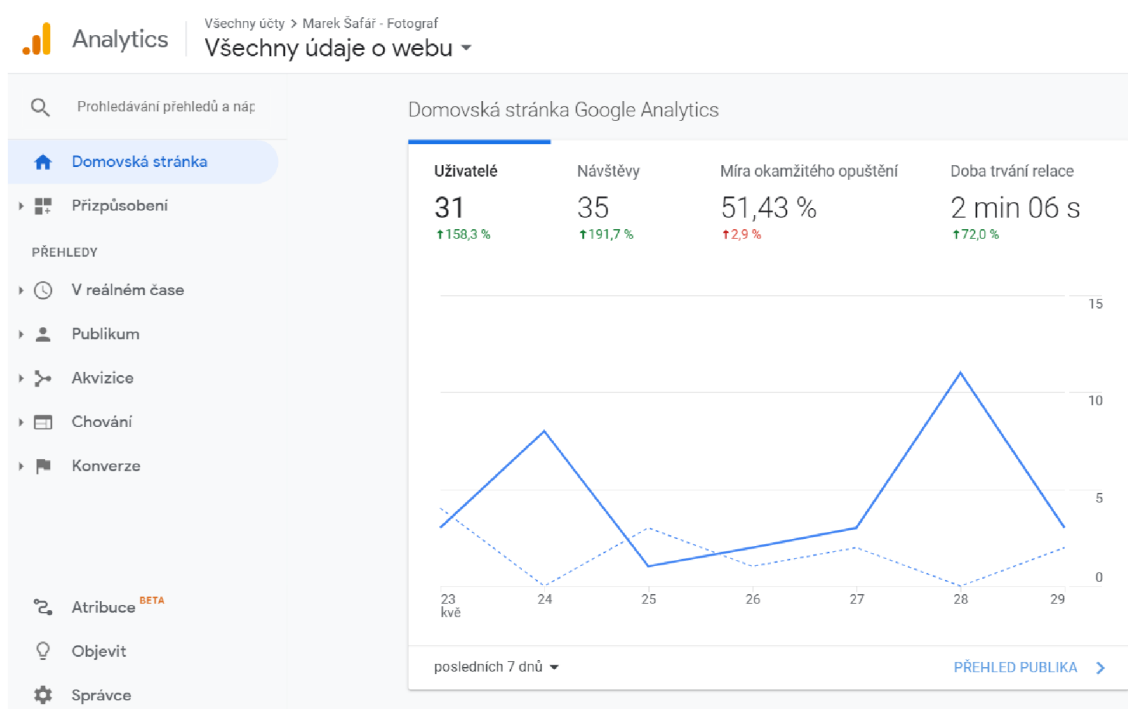 Analytics
Všechny účty > Marek Šafář - Fotograf
Všechny údaje o webu
Prohledávání přehledů a náp
Domovská stránka
Přizpůsobení
PŘEHLEDY
V reálném čase
Publikum
Akvizice
Chování
Konverze
Atribuce BETA
Objevit
Správce
Domovská stránka Google Analytics
Uživatelé Návštěvy Míra okamžitého opuštění Doba trvání relace
31 35 51,43 % 2 min 06 s
↑158,3 % ↑191,7 % ↑2,9 % ↑72,0 %
15
10
5
0
23 24 25 26 27 28 29
kvě
posledních 7 dnů PŘEHLED PUBLIKA >